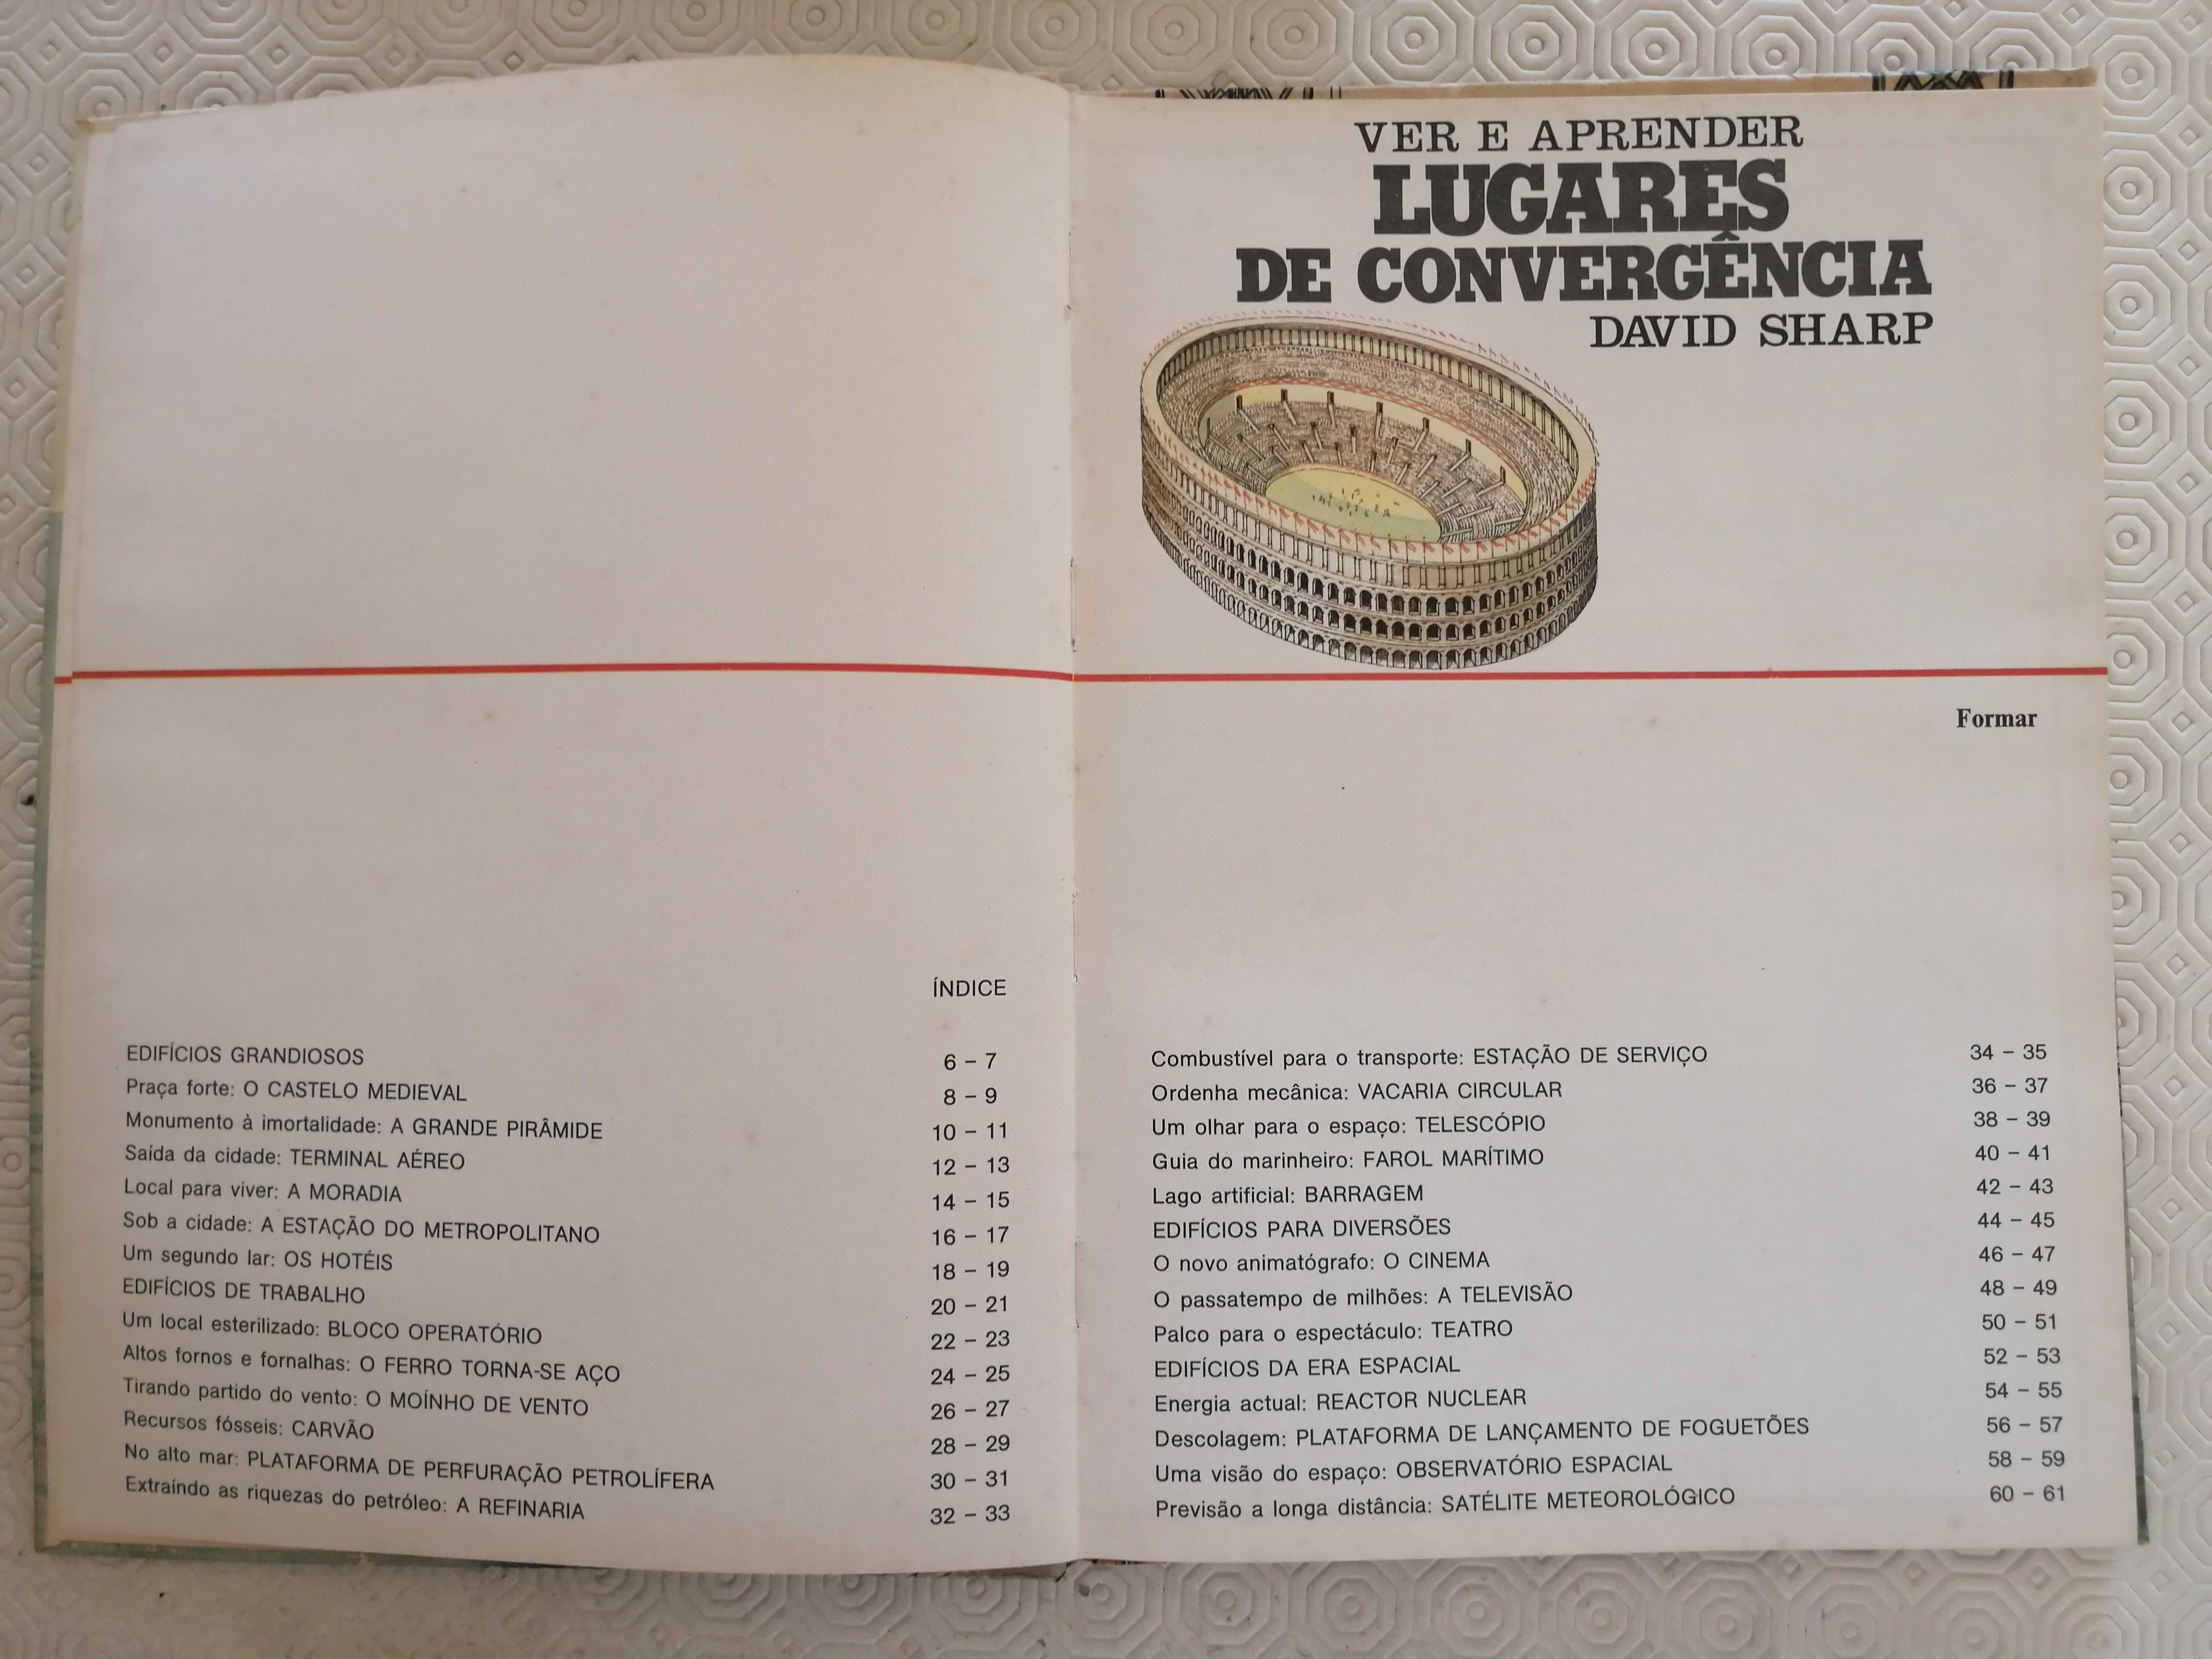 VER E APRENDER
LUGARES
DE CONVERGÊNCIA
DAVID SHARP
Formar
ÍNDICE
EDIFÍCIOS GRANDIOSOS 6 – 7
Praça forte: O CASTELO MEDIEVAL 8 – 9
Monumento à imortalidade: A GRANDE PIRÂMIDE 10 – 11
Saída da cidade: TERMINAL AÉREO 12 – 13
Local para viver: A MORADIA 14 – 15
Sob a cidade: A ESTAÇÃO DO METROPOLITANO 16 – 17
Um segundo lar: OS HOTÉIS 18 – 19
EDIFÍCIOS DE TRABALHO 20 – 21
Um local esterilizado: BLOCO OPERATÓRIO 22 – 23
Altos fornos e fornalhas: O FERRO TORNA-SE AÇO 24 – 25
Tirando partido do vento: O MOÍNHO DE VENTO 26 – 27
Recursos fósseis: CARVÃO 28 – 29
No alto mar: PLATAFORMA DE PERFURAÇÃO PETROLÍFERA 30 – 31
Extraíndo as riquezas do petróleo: A REFINARIA 32 – 33
Combustível para o transporte: ESTAÇÃO DE SERVIÇO 34 – 35
Ordenha mecânica: VACARIA CIRCULAR 36 – 37
Um olhar para o espaço: TELESCÓPIO 38 – 39
Guia do marinheiro: FAROL MARÍTIMO 40 – 41
Lago artificial: BARRAGEM 42 – 43
EDIFÍCIOS PARA DIVERSÕES 44 – 45
O novo animatógrafo: O CINEMA 46 – 47
O passatempo de milhões: A TELEVISÃO 48 – 49
Palco para o espectáculo: TEATRO 50 – 51
EDIFÍCIOS DA ERA ESPACIAL 52 – 53
Energia actual: REACTOR NUCLEAR 54 – 55
Descolagem: PLATAFORMA DE LANÇAMENTO DE FOGUETÕES 56 – 57
Uma visão do espaço: OBSERVATÓRIO ESPACIAL 58 – 59
Previsão a longa distância: SATÉLITE METEOROLÓGICO 60 – 61